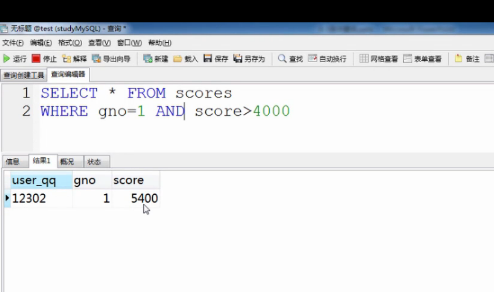 无标题 @test (studyMySQL) - 查询 *
文件(F) 编辑(E) 格式(O) 查看(V) 窗口(W) 帮助(H)
运行 停止 解释 导出向导 新建 载入 保存 另存为 查找 自动换行 网格查看 表单查看 备注
查询创建工具 查询编辑器
1 SELECT * FROM scores
2 WHERE gno=1 AND score>4000
信息 结果1 概况 状态
user_qq gno score
12302 1 5400